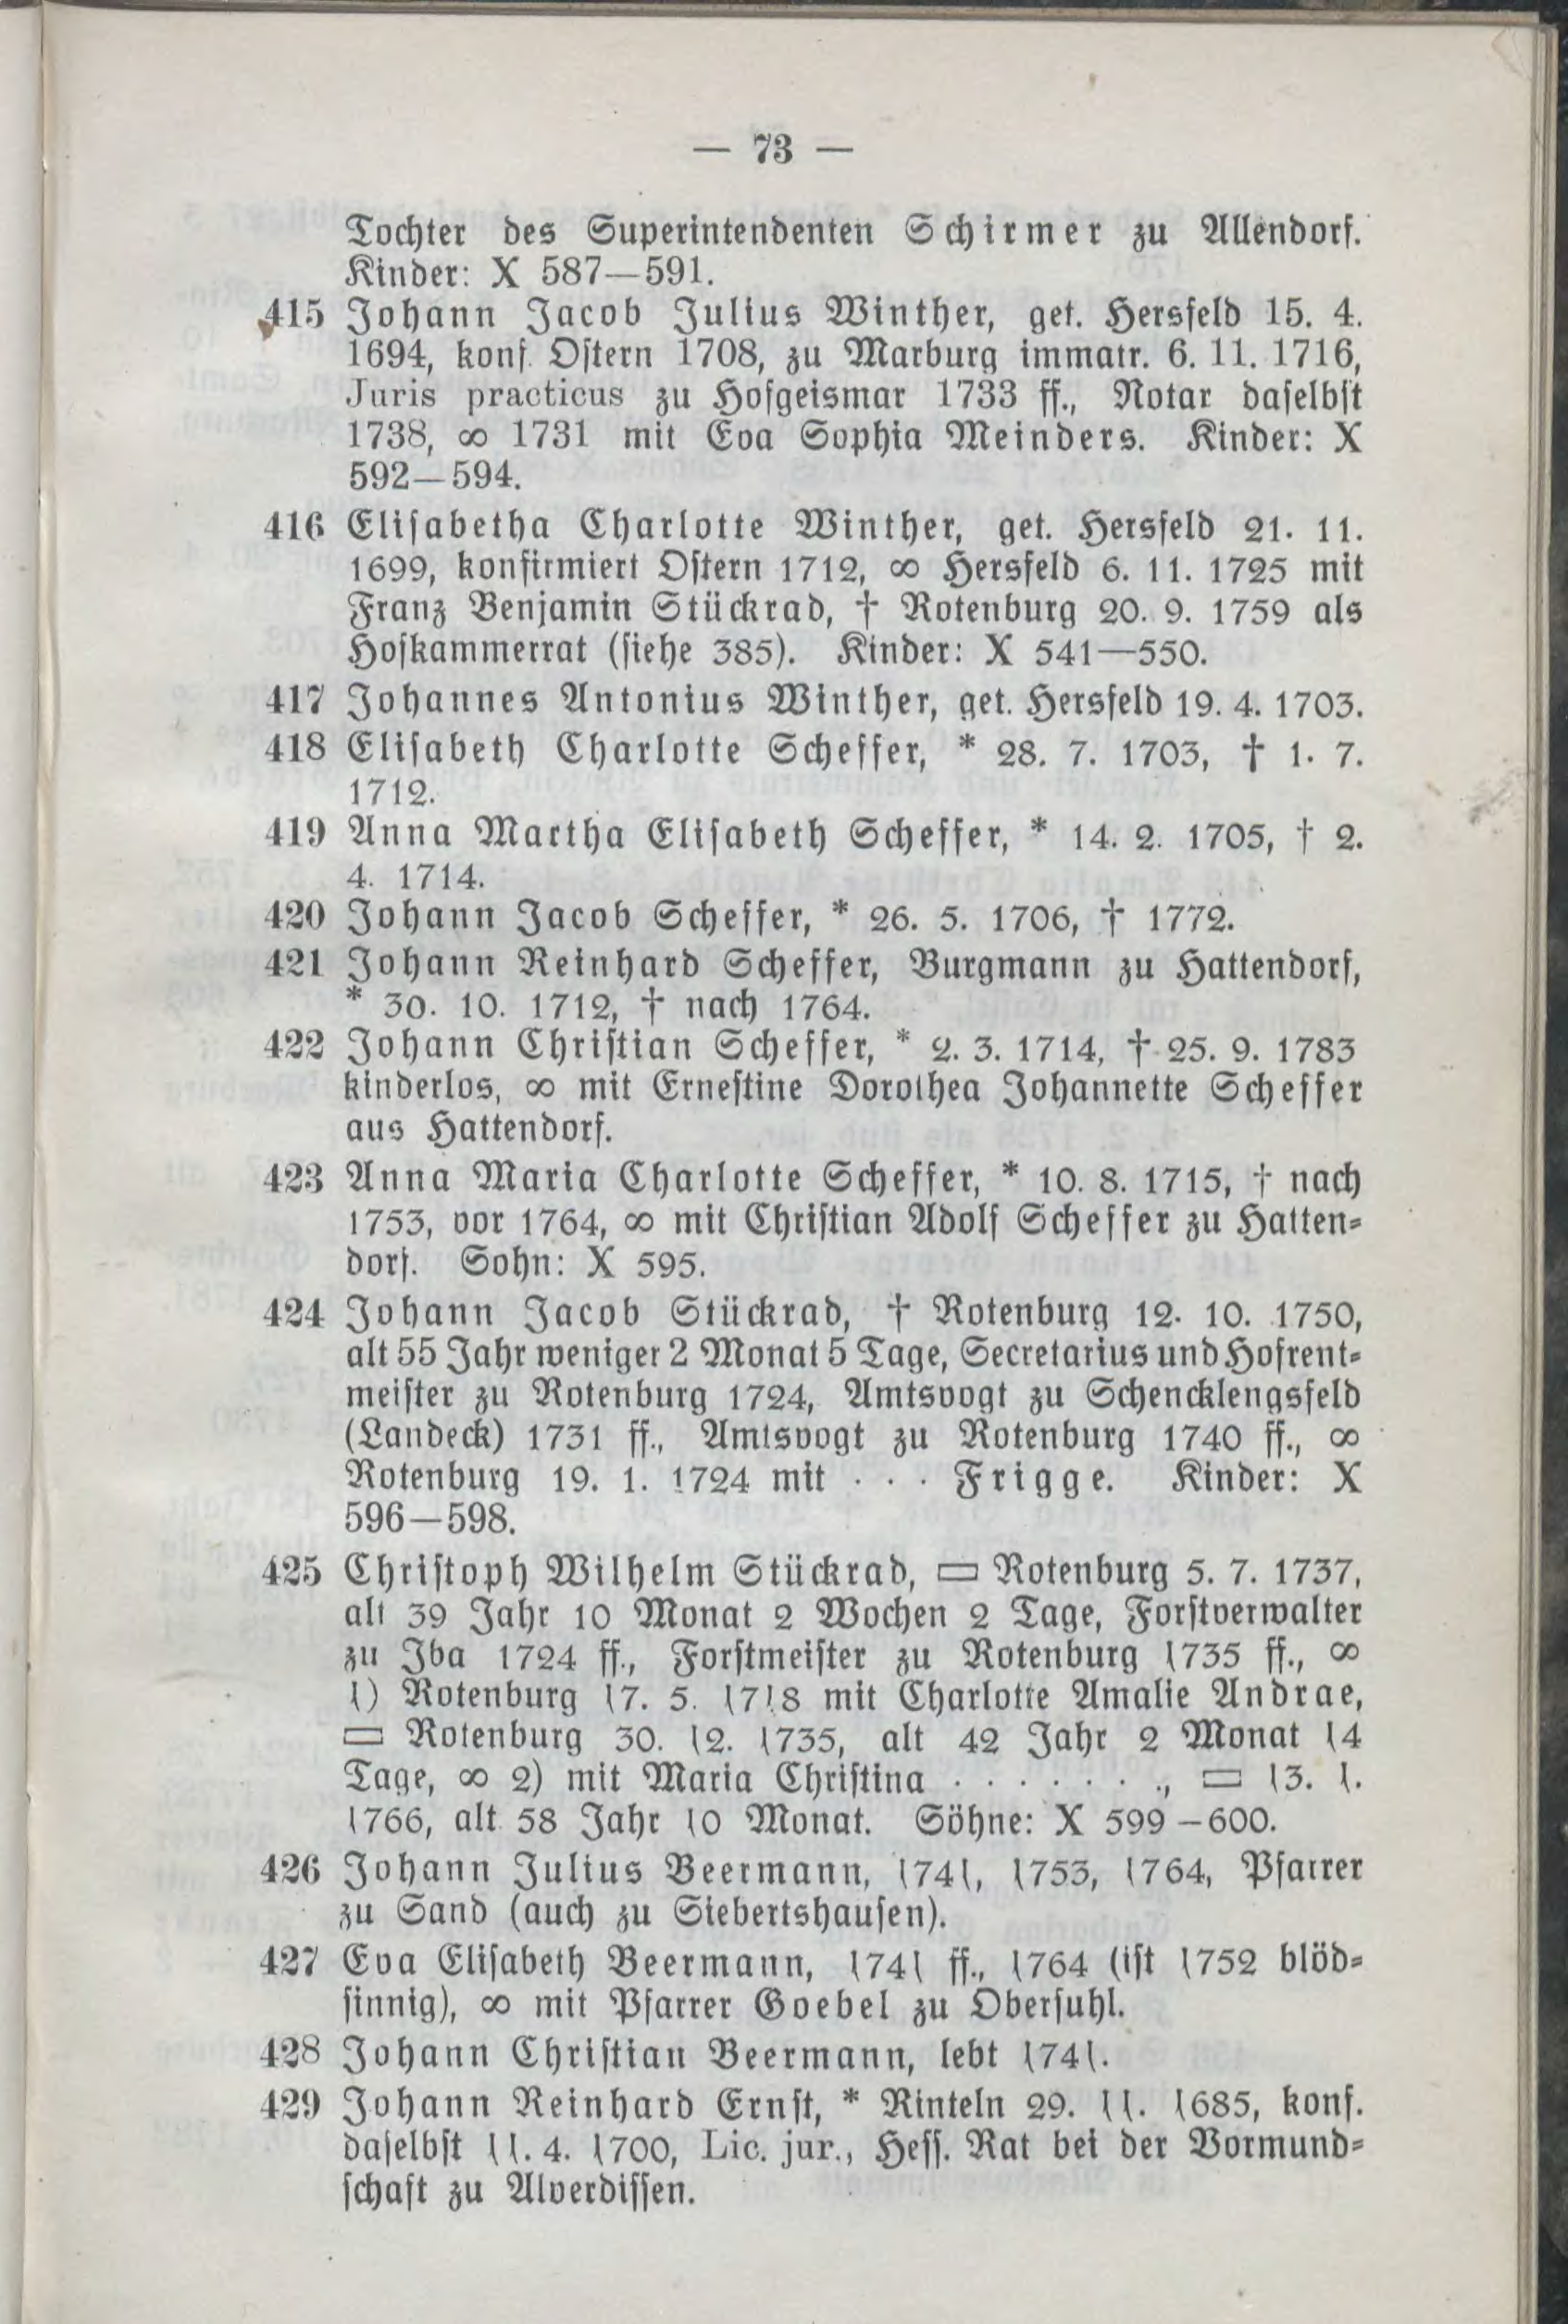 — 73 —
Tochter des Superintendenten Schirmer zu Allendorf.
Kinder: X 587—591.
415 Johann Jacob Julius Winther, get. Hersfeld 15. 4.
1694, konf. Ostern 1708, zu Marburg immatr. 6. 11. 1716,
Juris practicus zu Hofgeismar 1733 ff., Notar daselbst
1738, ∞ 1731 mit Eva Sophia Meinders. Kinder: X
592—594.
416 Elisabetha Charlotte Winther, get. Hersfeld 21. 11.
1699, konfirmiert Ostern 1712, ∞ Hersfeld 6. 11. 1725 mit
Franz Benjamin Stückrad, † Rotenburg 20. 9. 1759 als
Hofkammerrat (siehe 385). Kinder: X 541—550.
417 Johannes Antonius Winther, get. Hersfeld 19. 4. 1703.
418 Elisabeth Charlotte Scheffer, * 28. 7. 1703, † 1. 7.
1712.
419 Anna Martha Elisabeth Scheffer, * 14. 2. 1705, † 2.
4. 1714.
420 Johann Jacob Scheffer, * 26. 5. 1706, † 1772.
421 Johann Reinhard Scheffer, Burgmann zu Hattendorf,
* 30. 10. 1712, † nach 1764.
422 Johann Christian Scheffer, * 2. 3. 1714, † 25. 9. 1783
kinderlos, ∞ mit Ernestine Dorothea Johannette Scheffer
aus Hattendorf.
423 Anna Maria Charlotte Scheffer, * 10. 8. 1715, † nach
1753, vor 1764, ∞ mit Christian Adolf Scheffer zu Hatten-
dorf. Sohn: X 595.
424 Johann Jacob Stückrad, † Rotenburg 12. 10. 1750,
alt 55 Jahr weniger 2 Monat 5 Tage, Secretarius und Hofrent-
meister zu Rotenburg 1724, Amtsvogt zu Schencklengsfeld
(Landeck) 1731 ff., Amtsvogt zu Rotenburg 1740 ff., ∞
Rotenburg 19. 1. 1724 mit . . . Frigge. Kinder: X
596—598.
425 Christoph Wilhelm Stückrad, ▭ Rotenburg 5. 7. 1737,
alt 39 Jahr 10 Monat 2 Wochen 2 Tage, Forstverwalter
zu Iba 1724 ff., Forstmeister zu Rotenburg 1735 ff., ∞
1) Rotenburg 17. 5. 1718 mit Charlotte Amalie Andrae,
▭ Rotenburg 30. 12. 1735, alt 42 Jahr 2 Monat 14
Tage, ∞ 2) mit Maria Christina . . . . . . ., ▭ 13. 1.
1766, alt 58 Jahr 10 Monat. Söhne: X 599—600.
426 Johann Julius Beermann, 1741, 1753, 1764, Pfarrer
zu Sand (auch zu Siebertshausen).
427 Eva Elisabeth Beermann, 1741 ff., 1764 (ist 1752 blöd-
sinnig), ∞ mit Pfarrer Goebel zu Obersuhl.
428 Johann Christian Beermann, lebt 1741.
429 Johann Reinhard Ernst, * Rinteln 29. 11. 1685, konf.
daselbst 11. 4. 1700, Lic. jur., Hess. Rat bei der Vormund-
schaft zu Alverdissen.